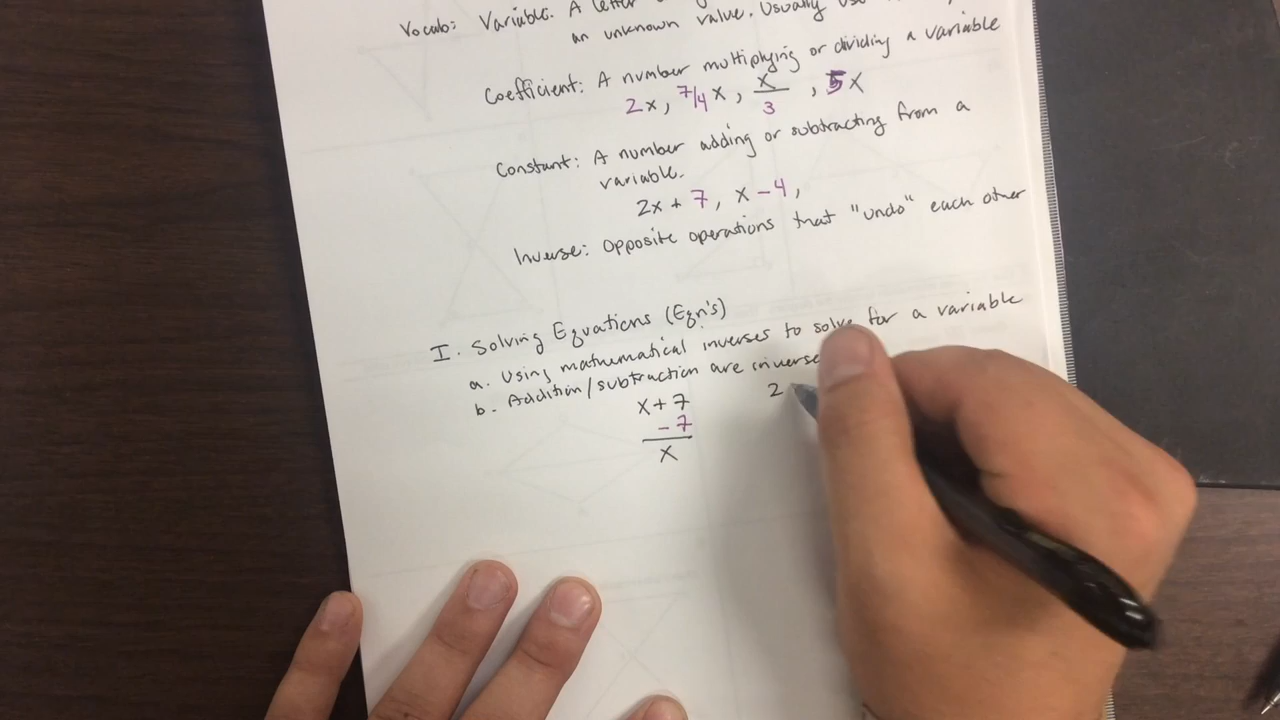 Vocab: Variable. A letter
an unknown value. Usually
Coefficient: A number multiplying or dividing a variable
2x, 7/4 x, x/3, 5x
Constant: A number adding or subtracting from a
variable.
2x + 7, x - 4,
Inverse: Opposite operations that "undo" each other
I. Solving Equations (Eqn's)
a. Using mathematical inverses to solve for a variable
b. Addition/subtraction are inverse
x + 7
- 7
x
2